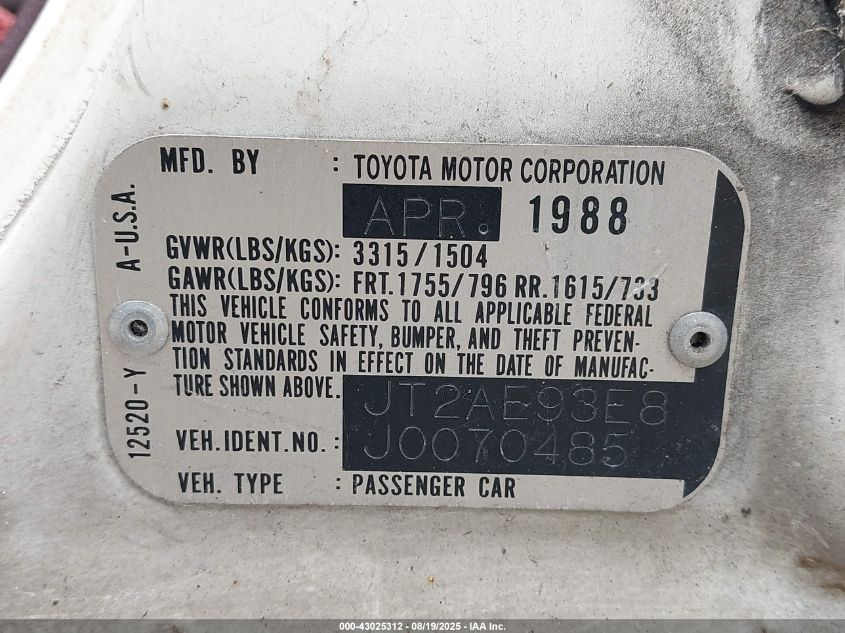 MFD. BY : TOYOTA MOTOR CORPORATION
APR. 1988
GVWR(LBS/KGS): 3315/1504
GAWR(LBS/KGS): FRT.1755/796 RR.1615/733
THIS VEHICLE CONFORMS TO ALL APPLICABLE FEDERAL
MOTOR VEHICLE SAFETY, BUMPER, AND THEFT PREVEN-
TION STANDARDS IN EFFECT ON THE DATE OF MANUFAC-
TURE SHOWN ABOVE. JT2AE93E8
VEH.IDENT.NO.: J0070485
VEH. TYPE : PASSENGER CAR
12520-Y A-U.S.A.
000-43025312 - 08/19/2025 - IAA Inc.